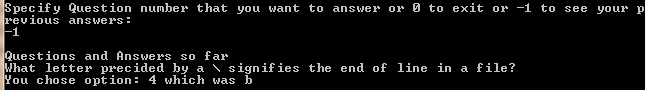 Specify Question number that you want to answer or 0 to exit or -1 to see your p
revious answers:
-1
Questions and Answers so far
What letter precided by a \ signifies the end of line in a file?
You chose option: 4 which was b